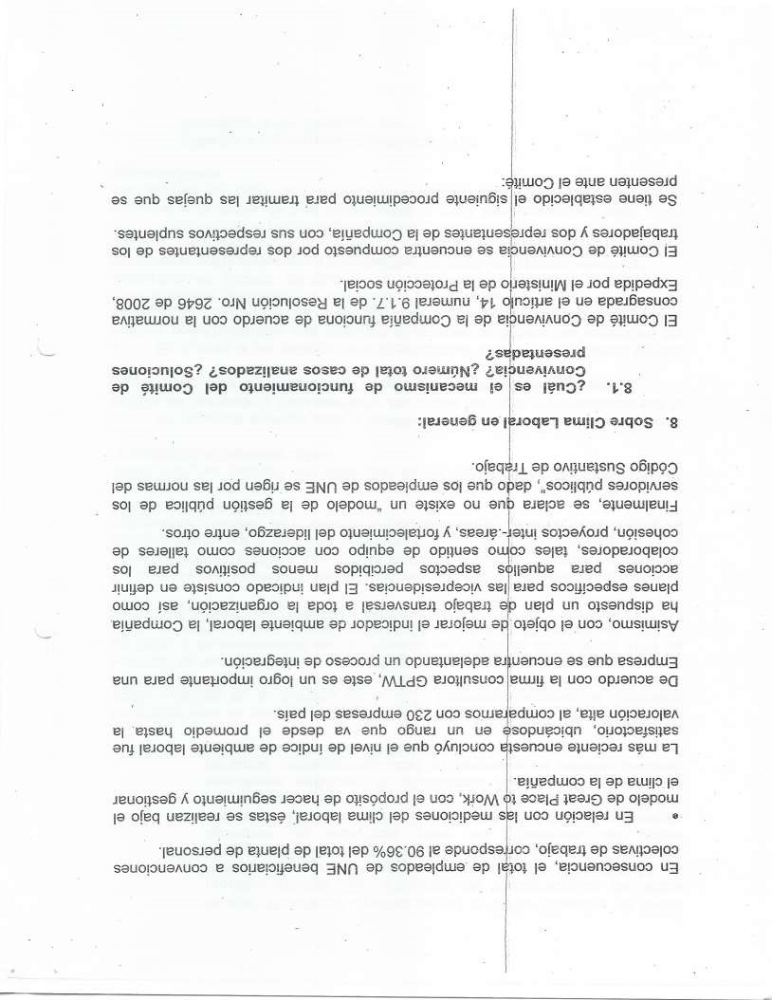 En consecuencia, el total de empleados de UNE beneficiarios a convenciones
colectivas de trabajo, corresponde al 90.36% del total de planta de personal.
• En relación con las mediciones del clima laboral, éstas se realizan bajo el
modelo de Great Place to Work, con el propósito de hacer seguimiento y gestionar
el clima de la compañía.
La más reciente encuesta concluyó que el nivel de índice de ambiente laboral fue
satisfactorio, ubicándose en un rango que va desde el promedio hasta la
valoración alta, al compararnos con 230 empresas del país.
De acuerdo con la firma consultora GPTW, este es un logro importante para una
Empresa que se encuentra adelantando un proceso de integración.
Asimismo, con el objeto de mejorar el indicador de ambiente laboral, la Compañía
ha dispuesto un plan de trabajo transversal a toda la organización, así como
planes específicos para las vicepresidencias. El plan indicado consiste en definir
acciones para aquellos aspectos percibidos menos positivos para los
colaboradores, tales como sentido de equipo con acciones como talleres de
cohesión, proyectos inter-.áreas, y fortalecimiento del liderazgo, entre otros.
Finalmente, se aclara que no existe un "modelo de la gestión pública de los
servidores públicos", dado que los empleados de UNE se rigen por las normas del
Código Sustantivo de Trabajo.
8. Sobre Clima Laboral en general:
8.1. ¿Cuál es el mecanismo de funcionamiento del Comité de
Convivencia? ¿Número total de casos analizados? ¿Soluciones
presentadas?
El Comité de Convivencia de la Compañía funciona de acuerdo con la normativa
consagrada en el artículo 14, numeral 9.1.7. de la Resolución Nro. 2646 de 2008,
Expedida por el Ministerio de la Protección social.
El Comité de Convivencia se encuentra compuesto por dos representantes de los
trabajadores y dos representantes de la Compañía, con sus respectivos suplentes.
Se tiene establecido el siguiente procedimiento para tramitar las quejas que se
presenten ante el Comité: